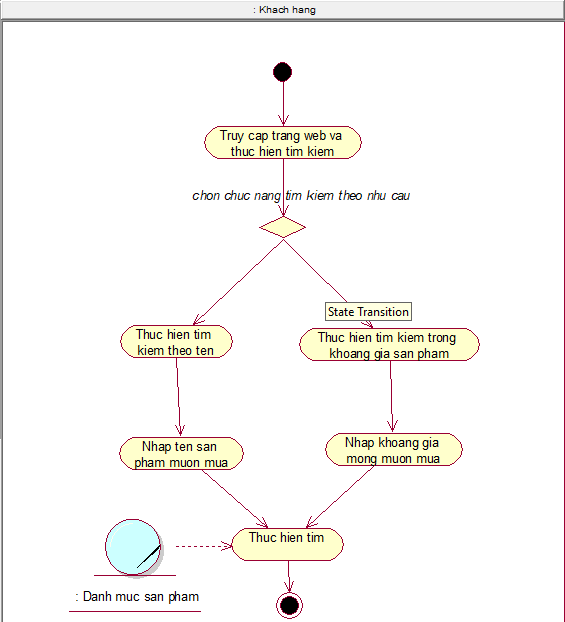 : Khach hang
Truy cap trang web va
thuc hien tim kiem
chon chuc nang tim kiem theo nhu cau
State Transition
Thuc hien tim
kiem theo ten
Thuc hien tim kiem trong
khoang gia san pham
Nhap ten san
pham muon mua
Nhap khoang gia
mong muon mua
Thuc hien tim
: Danh muc san pham